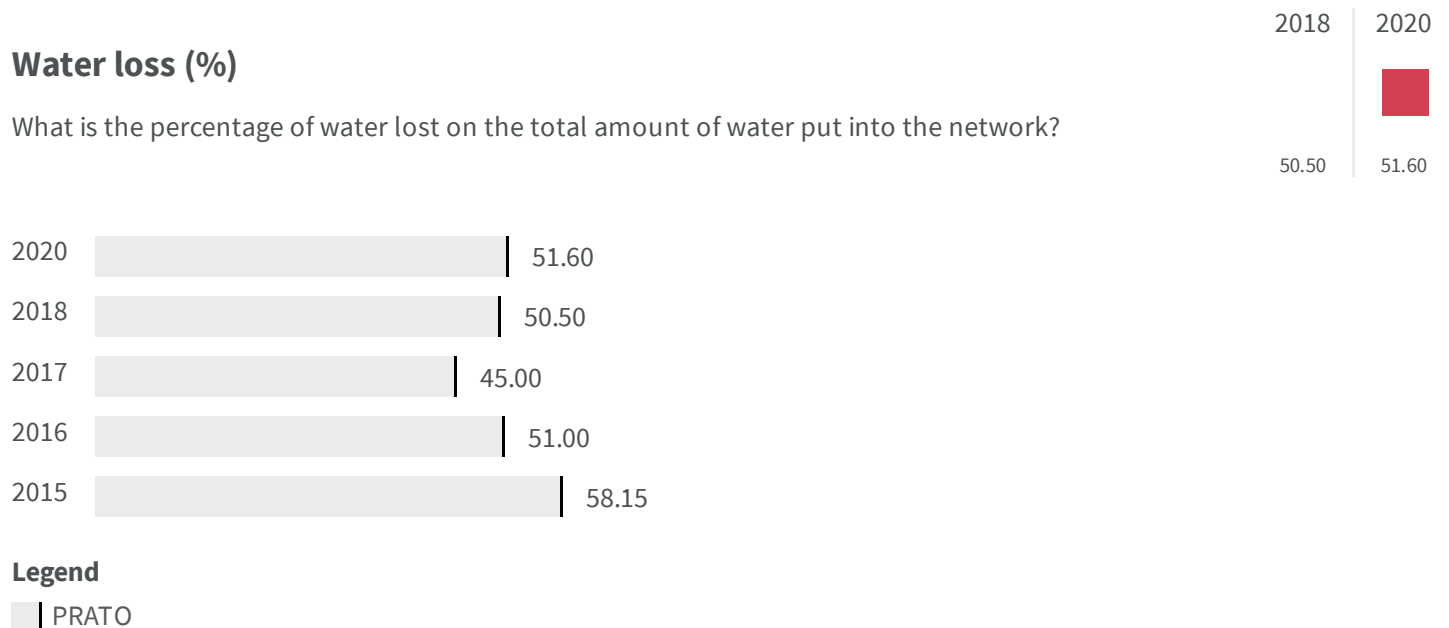 2018 2020
Water loss (%)
What is the percentage of water lost on the total amount of water put into the network?
50.50 51.60
2020 51.60
2018 50.50
2017 45.00
2016 51.00
2015 58.15
Legend
PRATO